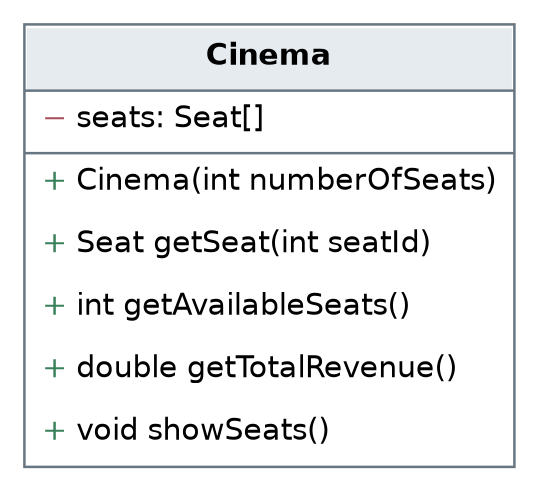 Cinema
− seats: Seat[]
+ Cinema(int numberOfSeats)
+ Seat getSeat(int seatId)
+ int getAvailableSeats()
+ double getTotalRevenue()
+ void showSeats()